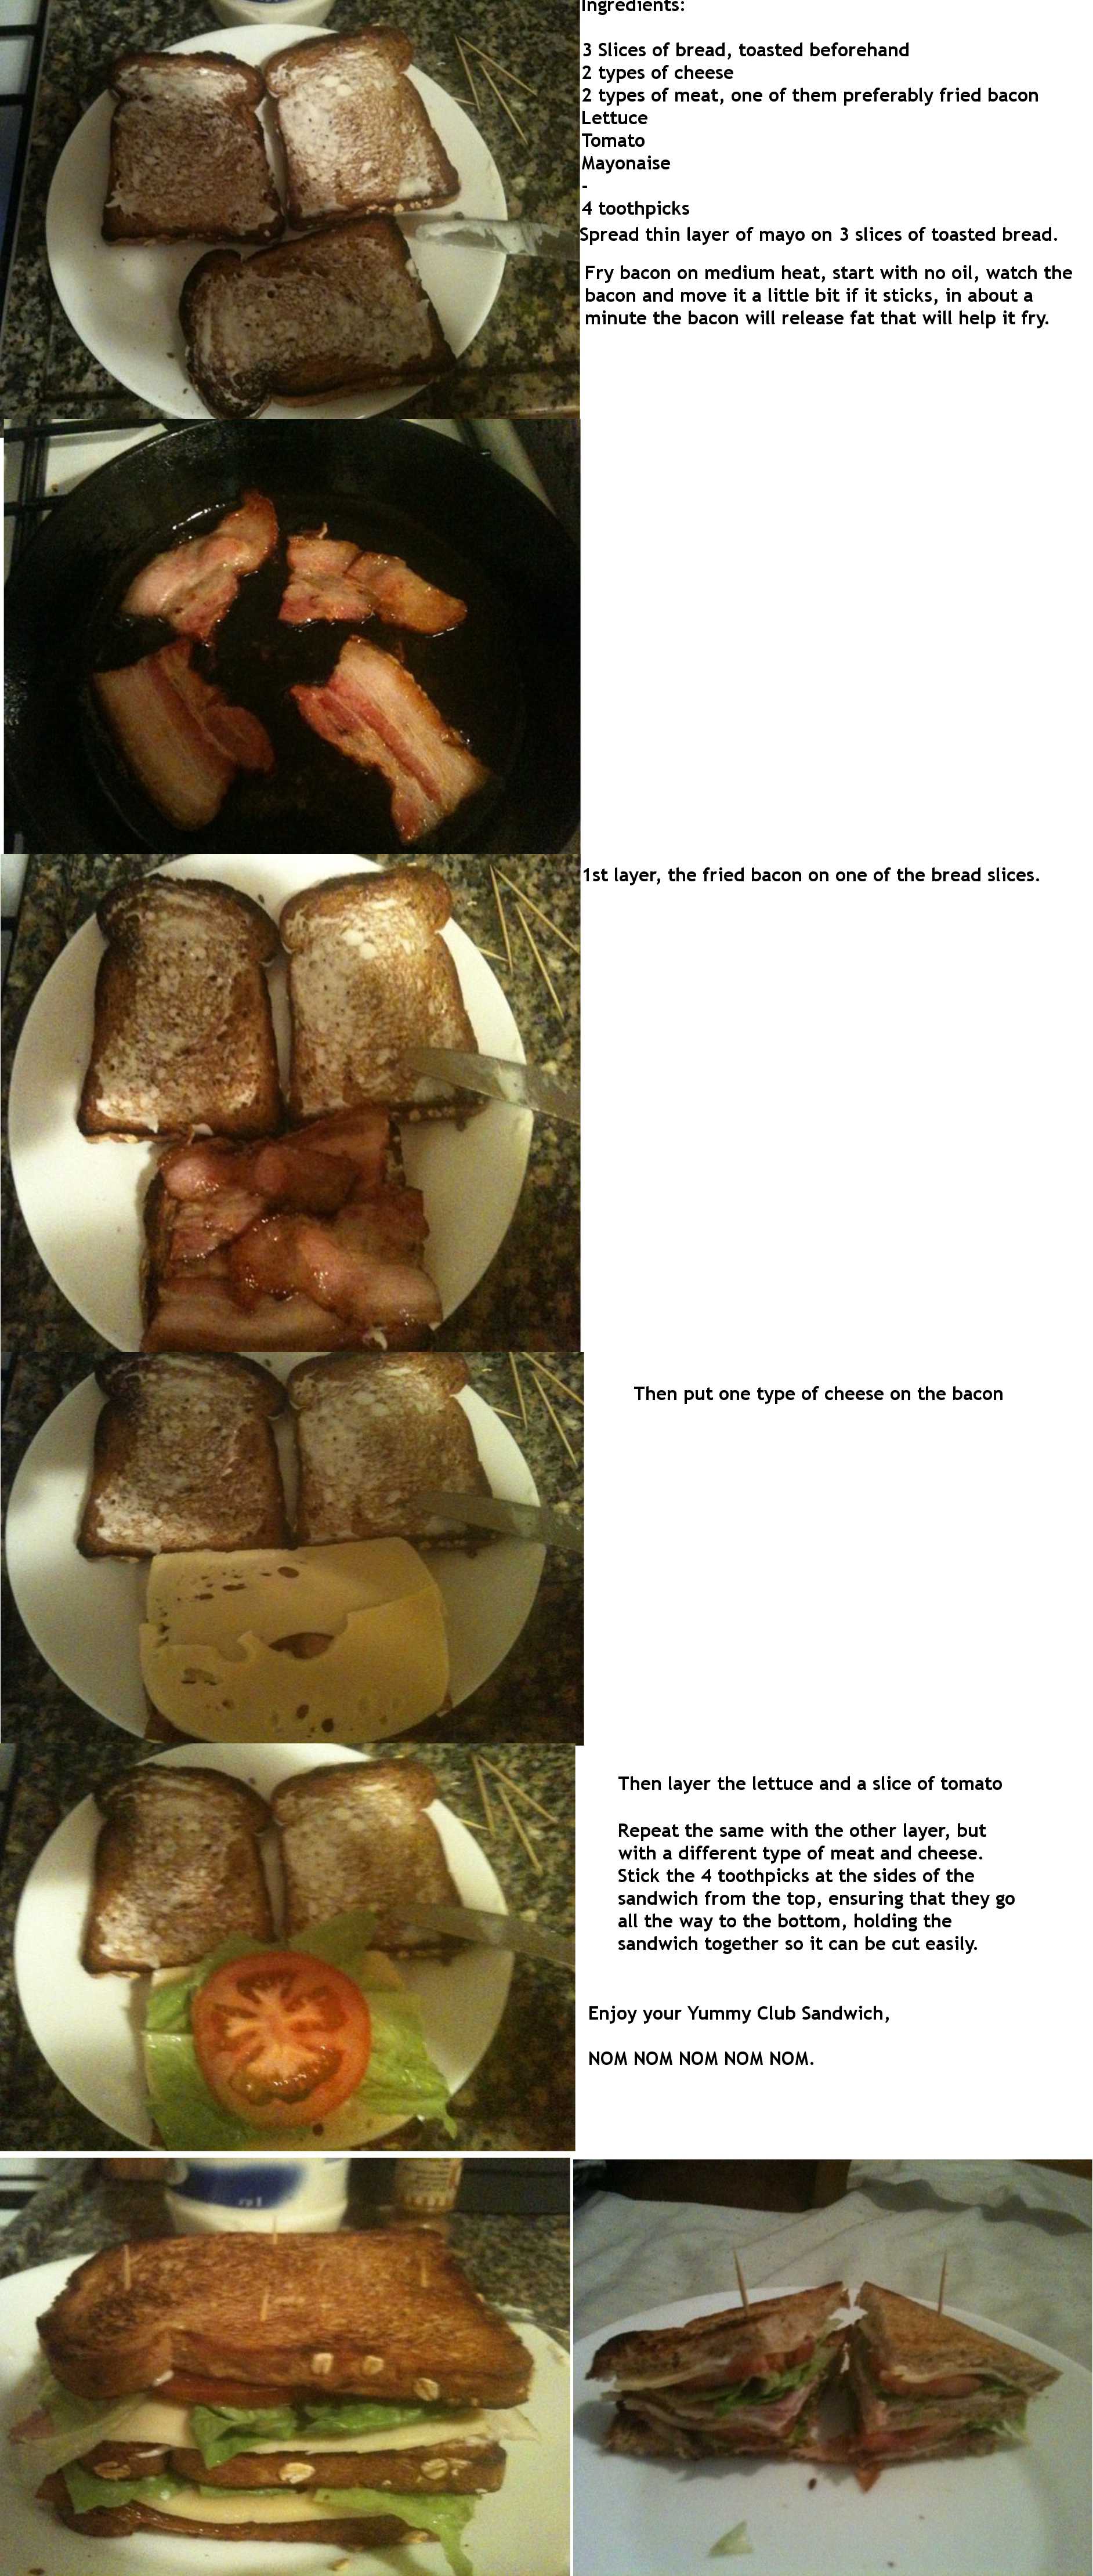 Ingredients:
3 Slices of bread, toasted beforehand
2 types of cheese
2 types of meat, one of them preferably fried bacon
Lettuce
Tomato
Mayonaise
-
4 toothpicks
Spread thin layer of mayo on 3 slices of toasted bread.
Fry bacon on medium heat, start with no oil, watch the
bacon and move it a little bit if it sticks, in about a
minute the bacon will release fat that will help it fry.
1st layer, the fried bacon on one of the bread slices.
Then put one type of cheese on the bacon
Then layer the lettuce and a slice of tomato
Repeat the same with the other layer, but
with a different type of meat and cheese.
Stick the 4 toothpicks at the sides of the
sandwich from the top, ensuring that they go
all the way to the bottom, holding the
sandwich together so it can be cut easily.
Enjoy your Yummy Club Sandwich,
NOM NOM NOM NOM NOM.